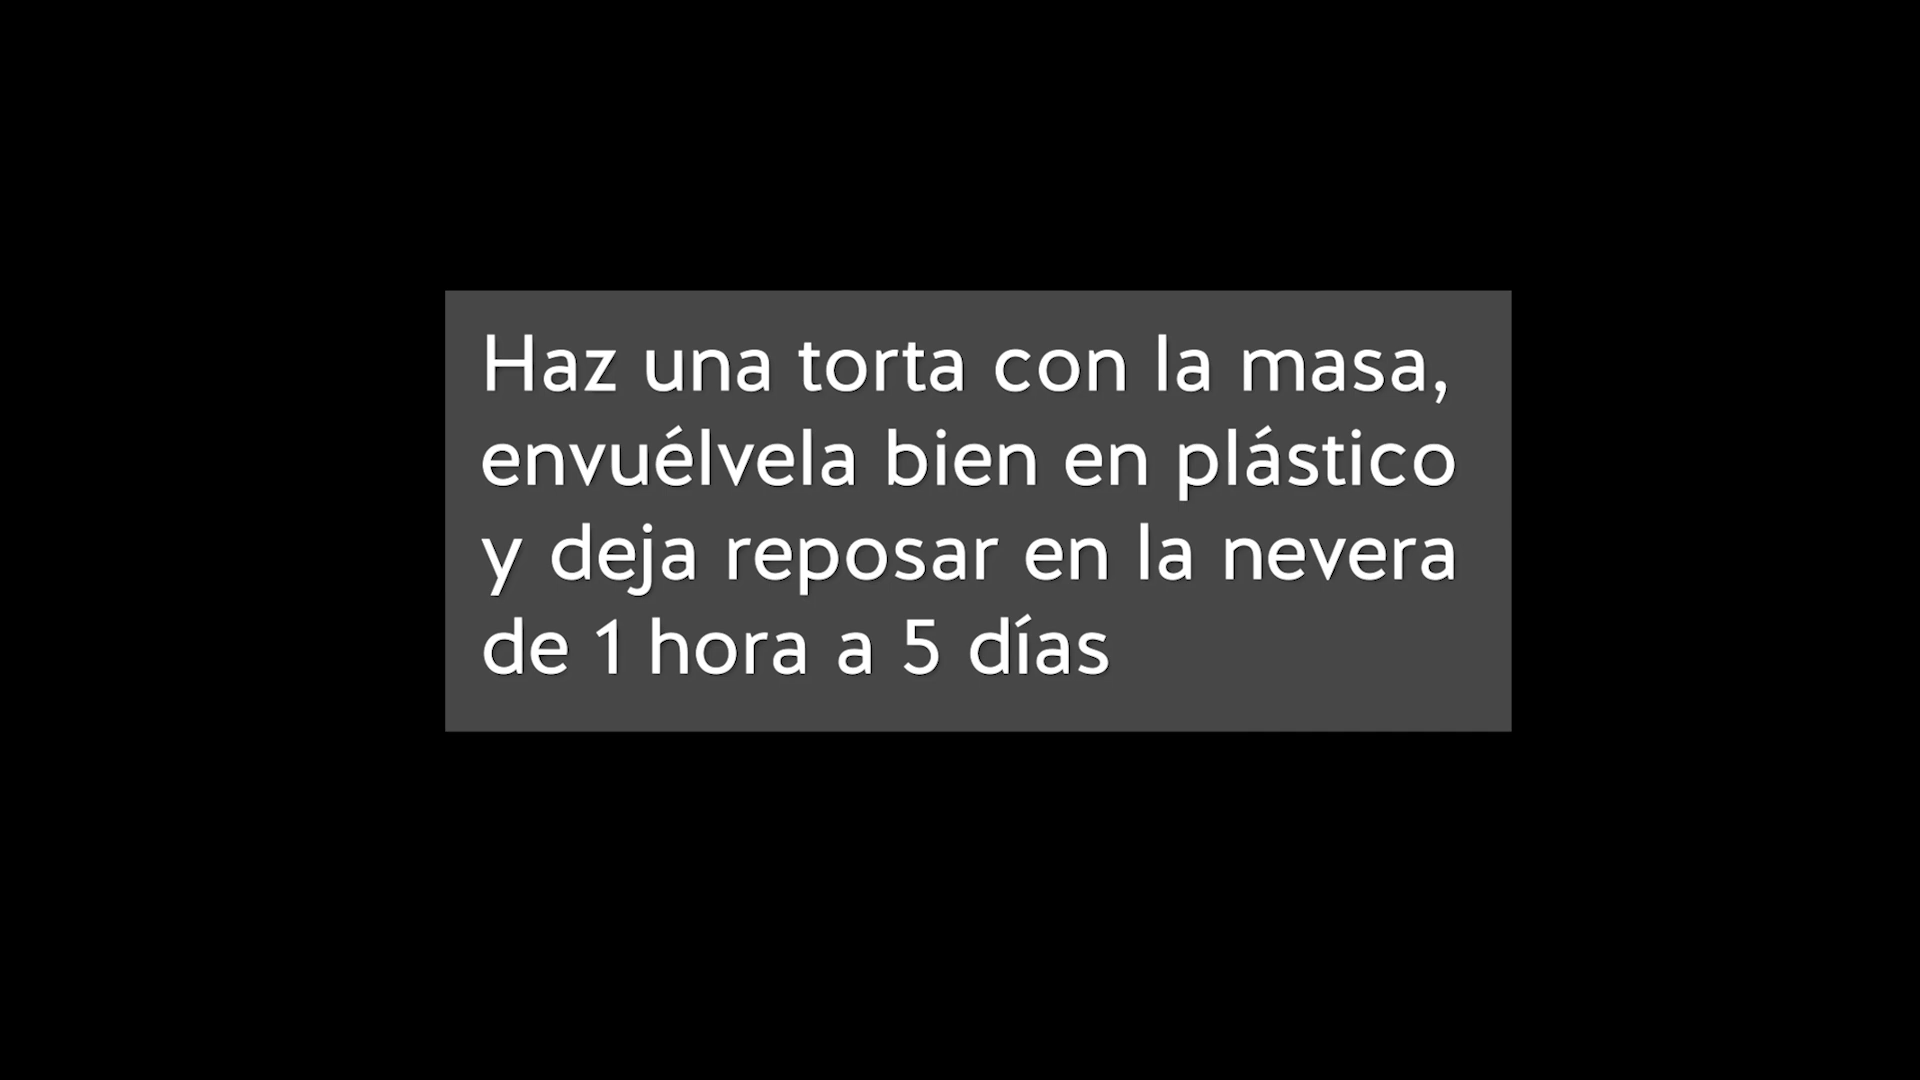 Haz una torta con la masa,
envuélvela bien en plástico
y deja reposar en la nevera
de 1 hora a 5 días